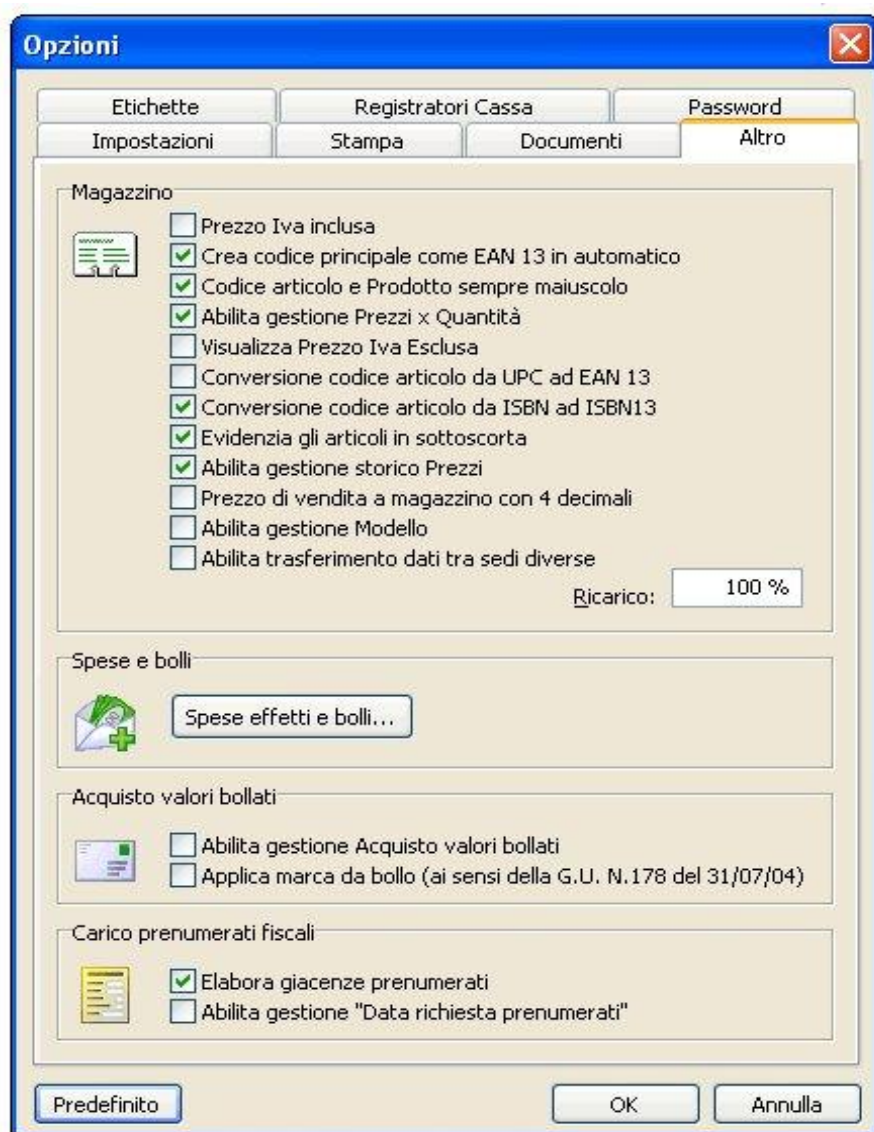 Opzioni
Etichette
Registratori Cassa
Password
Impostazioni
Stampa
Documenti
Altro
Magazzino
Prezzo Iva inclusa
Crea codice principale come EAN 13 in automatico
Codice articolo e Prodotto sempre maiuscolo
Abilita gestione Prezzi x Quantità
Visualizza Prezzo Iva Esclusa
Conversione codice articolo da UPC ad EAN 13
Conversione codice articolo da ISBN ad ISBN13
Evidenzia gli articoli in sottoscorta
Abilita gestione storico Prezzi
Prezzo di vendita a magazzino con 4 decimali
Abilita gestione Modello
Abilita trasferimento dati tra sedi diverse
Ricarico: 100 %
Spese e bolli
Spese effetti e bolli...
Acquisto valori bollati
Abilita gestione Acquisto valori bollati
Applica marca da bollo (ai sensi della G.U. N.178 del 31/07/04)
Carico prenumerati fiscali
Elabora giacenze prenumerati
Abilita gestione "Data richiesta prenumerati"
Predefinito
OK
Annulla